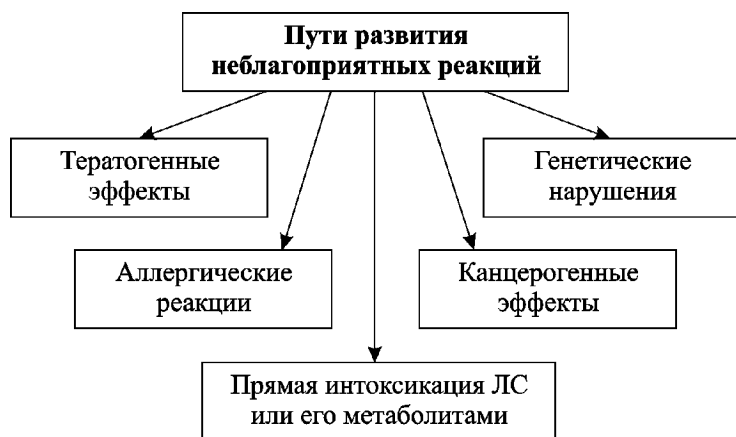 Пути развития
неблагоприятных реакций
Тератогенные
эффекты
Генетические
нарушения
Аллергические
реакции
Канцерогенные
эффекты
Прямая интоксикация ЛС
или его метаболитами